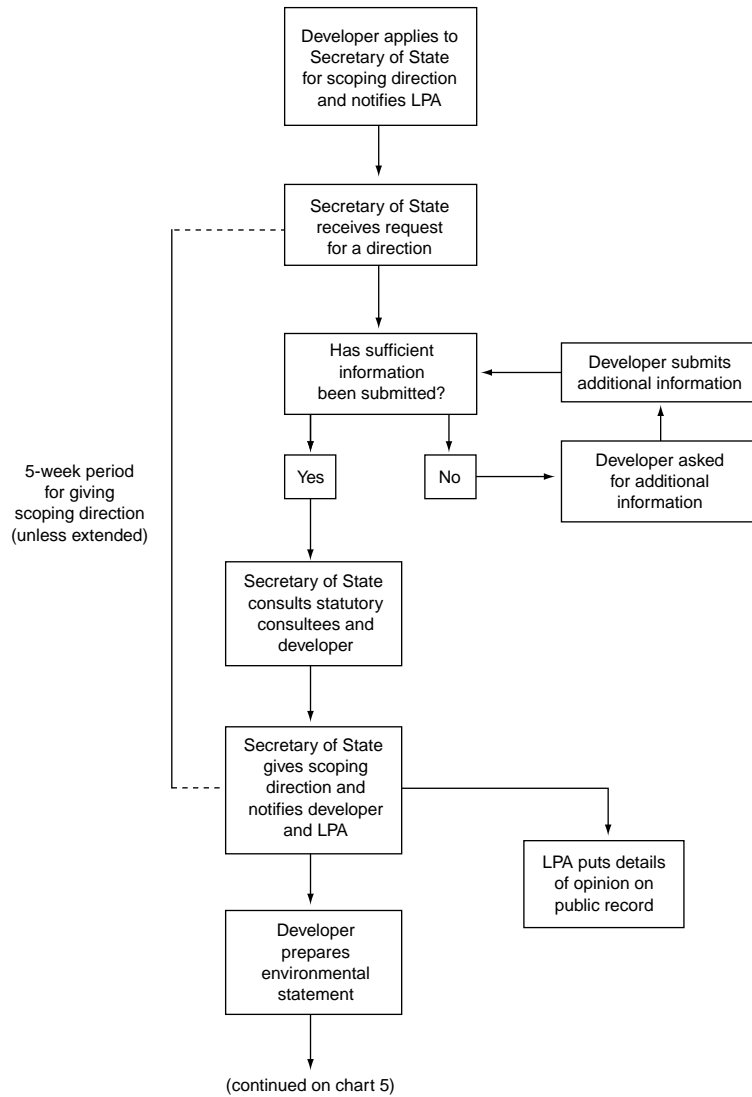 Developer applies to
Secretary of State
for scoping direction
and notifies LPA
Secretary of State
receives request
for a direction
Has sufficient
information
been submitted?
Developer submits
additional information
Yes
No
Developer asked
for additional
information
5-week period
for giving
scoping direction
(unless extended)
Secretary of State
consults statutory
consultees and
developer
Secretary of State
gives scoping
direction and
notifies developer
and LPA
LPA puts details
of opinion on
public record
Developer
prepares
environmental
statement
(continued on chart 5)